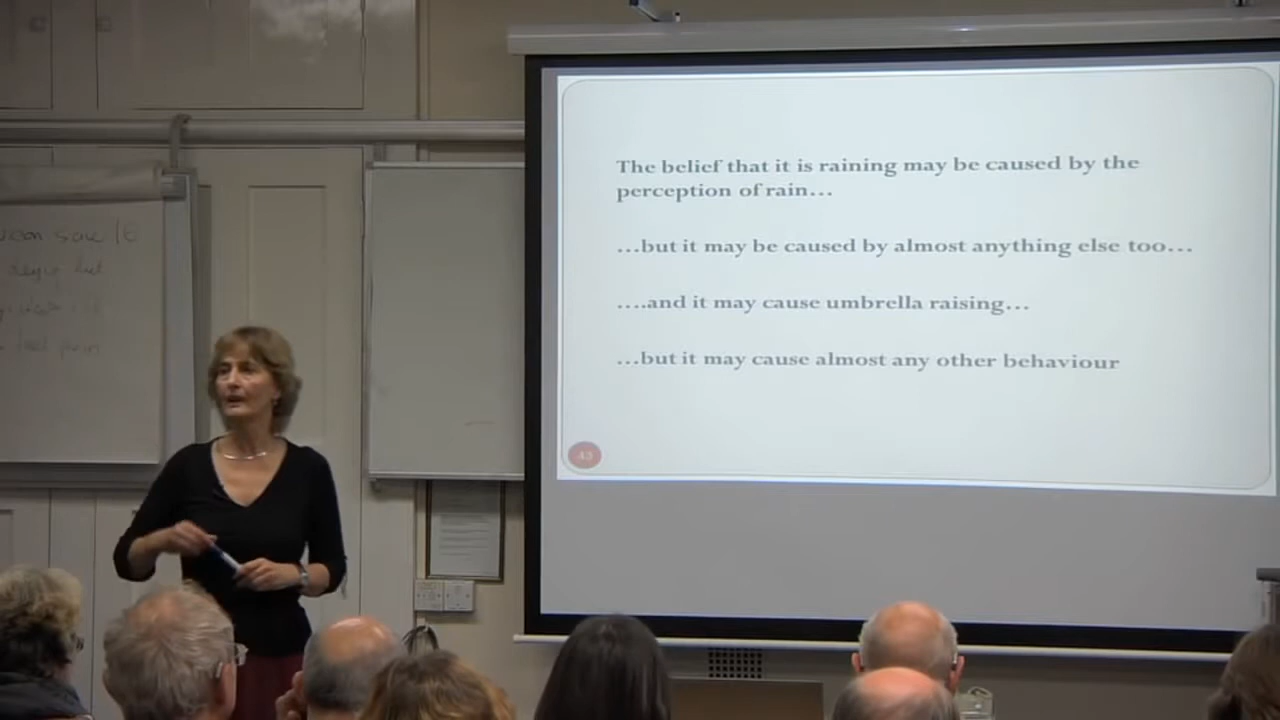 The belief that it is raining may be caused by the
perception of rain…
…but it may be caused by almost anything else too…
….and it may cause umbrella raising…
…but it may cause almost any other behaviour
43